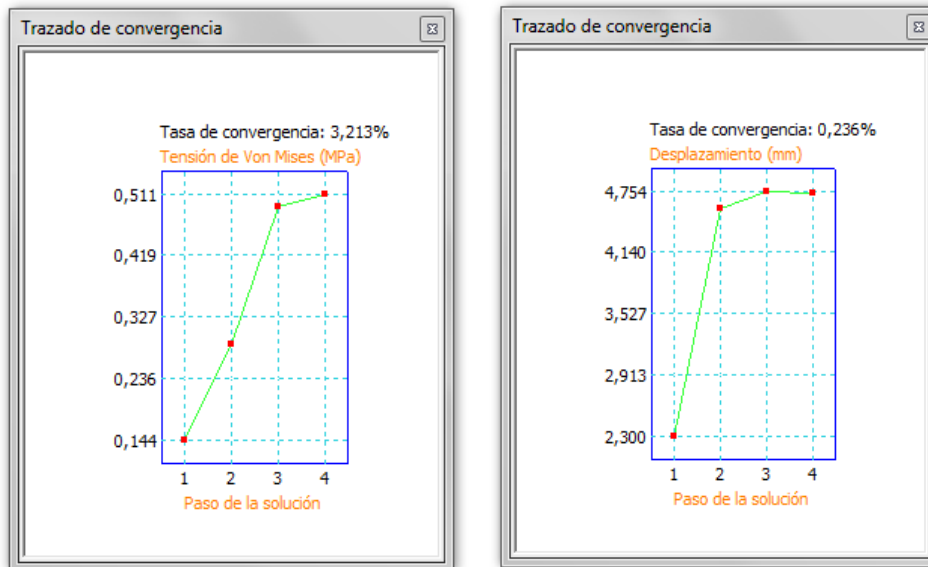 Trazado de convergencia
Tasa de convergencia: 3,213%
Tensión de Von Mises (MPa)
0,511
0,419
0,327
0,236
0,144
1 2 3 4
Paso de la solución
Trazado de convergencia
Tasa de convergencia: 0,236%
Desplazamiento (mm)
4,754
4,140
3,527
2,913
2,300
1 2 3 4
Paso de la solución